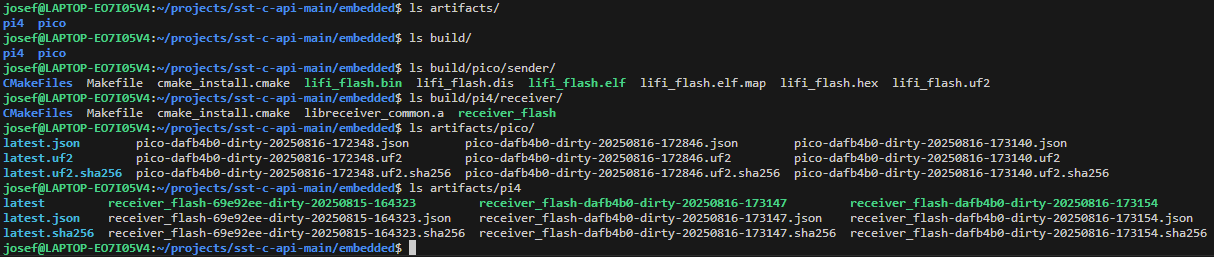 josef@LAPTOP-EO7I05V4:~/projects/sst-c-api-main/embedded$ ls artifacts/
pi4  pico
josef@LAPTOP-EO7I05V4:~/projects/sst-c-api-main/embedded$ ls build/
pi4  pico
josef@LAPTOP-EO7I05V4:~/projects/sst-c-api-main/embedded$ ls build/pico/sender/
CMakeFiles  Makefile  cmake_install.cmake  lifi_flash.bin  lifi_flash.dis  lifi_flash.elf  lifi_flash.elf.map  lifi_flash.hex  lifi_flash.uf2
josef@LAPTOP-EO7I05V4:~/projects/sst-c-api-main/embedded$ ls build/pi4/receiver/
CMakeFiles  Makefile  cmake_install.cmake  libreceiver_common.a  receiver_flash
josef@LAPTOP-EO7I05V4:~/projects/sst-c-api-main/embedded$ ls artifacts/pico/
latest.json        pico-dafb4b0-dirty-20250816-172348.json        pico-dafb4b0-dirty-20250816-172846.json        pico-dafb4b0-dirty-20250816-173140.json
latest.uf2         pico-dafb4b0-dirty-20250816-172348.uf2         pico-dafb4b0-dirty-20250816-172846.uf2         pico-dafb4b0-dirty-20250816-173140.uf2
latest.uf2.sha256  pico-dafb4b0-dirty-20250816-172348.uf2.sha256  pico-dafb4b0-dirty-20250816-172846.uf2.sha256  pico-dafb4b0-dirty-20250816-173140.uf2.sha256
josef@LAPTOP-EO7I05V4:~/projects/sst-c-api-main/embedded$ ls artifacts/pi4
latest         receiver_flash-69e92ee-dirty-20250815-164323         receiver_flash-dafb4b0-dirty-20250816-173147         receiver_flash-dafb4b0-dirty-20250816-173154
latest.json    receiver_flash-69e92ee-dirty-20250815-164323.json    receiver_flash-dafb4b0-dirty-20250816-173147.json    receiver_flash-dafb4b0-dirty-20250816-173154.json
latest.sha256  receiver_flash-69e92ee-dirty-20250815-164323.sha256  receiver_flash-dafb4b0-dirty-20250816-173147.sha256  receiver_flash-dafb4b0-dirty-20250816-173154.sha256
josef@LAPTOP-EO7I05V4:~/projects/sst-c-api-main/embedded$